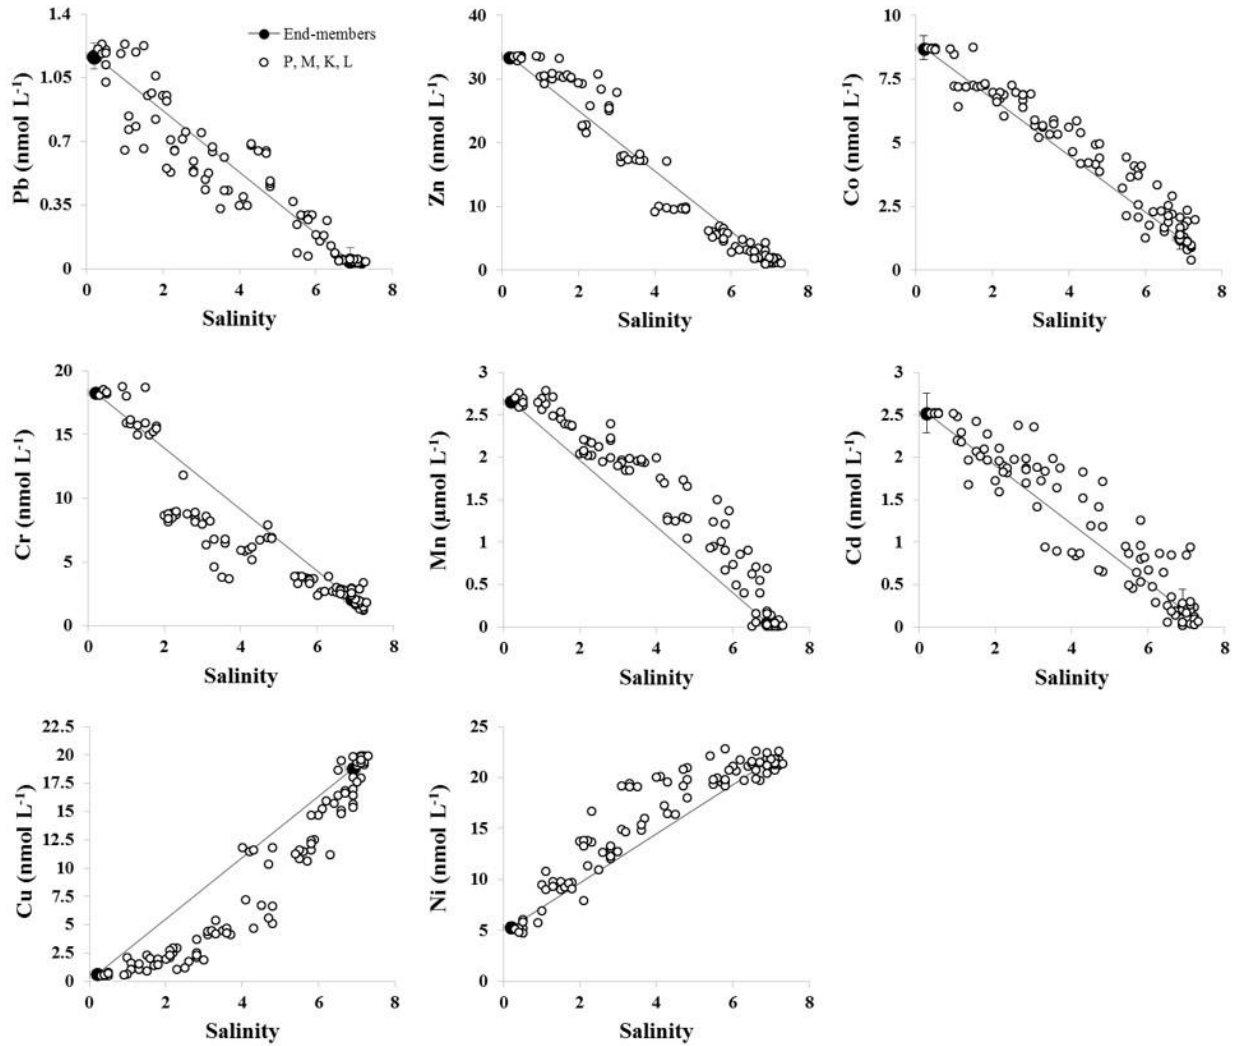 1.4
1.05
0.7
0.35
0
0 2 4 6 8
Pb (nmol L⁻¹)
Salinity
End-members
P, M, K, L
40
30
20
10
0
0 2 4 6 8
Zn (nmol L⁻¹)
Salinity
10
7.5
5
2.5
0
0 2 4 6 8
Co (nmol L⁻¹)
Salinity
20
15
10
5
0
0 2 4 6 8
Cr (nmol L⁻¹)
Salinity
3
2.5
2
1.5
1
0.5
0
0 2 4 6 8
Mn (μmol L⁻¹)
Salinity
3
2.5
2
1.5
1
0.5
0
0 2 4 6 8
Cd (nmol L⁻¹)
Salinity
22.5
20
17.5
15
12.5
10
7.5
5
2.5
0
0 2 4 6 8
Cu (nmol L⁻¹)
Salinity
25
20
15
10
5
0
0 2 4 6 8
Ni (nmol L⁻¹)
Salinity